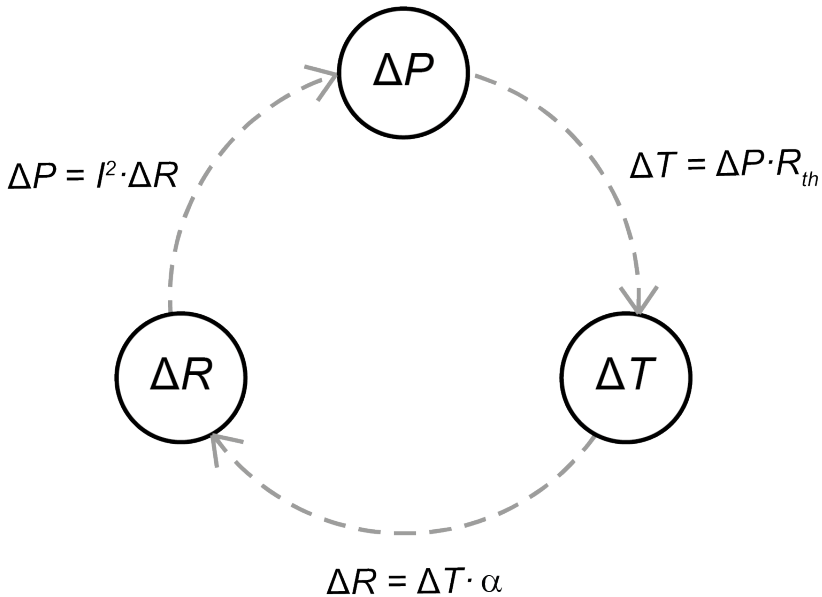 ΔP
ΔP = I²·ΔR
ΔT = ΔP·Rth
ΔR
ΔT
ΔR = ΔT· α